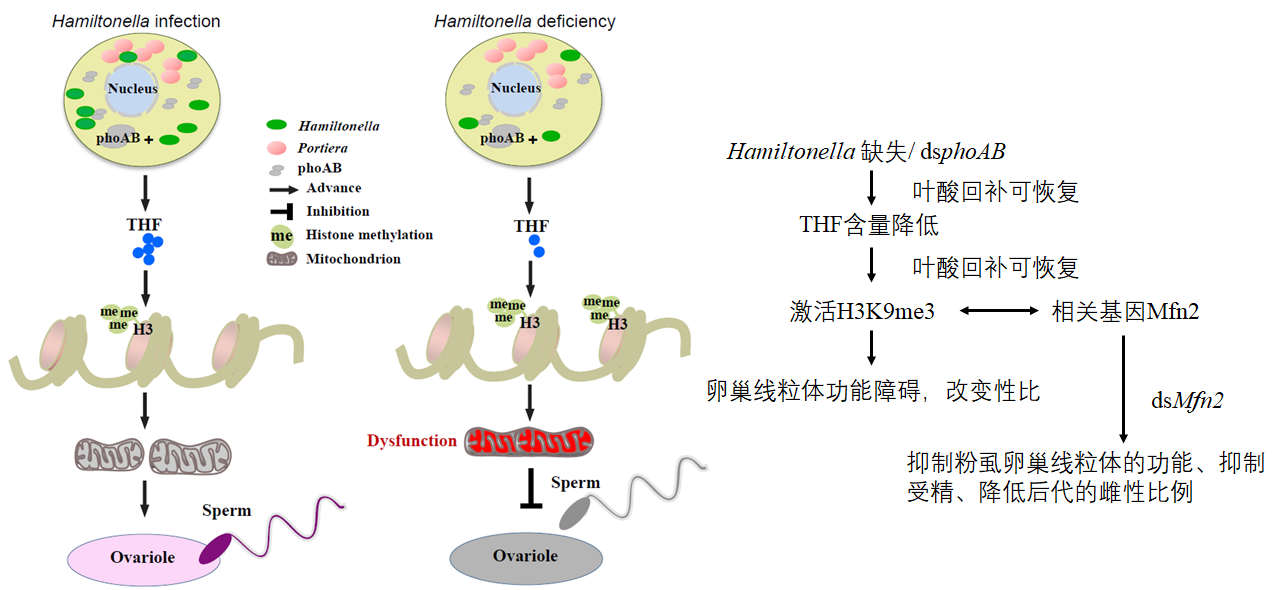 Hamiltonella infection
Nucleus
phoAB +
THF
me me
me
H3
Sperm
Ovariole
Hamiltonella
Portiera
phoAB
Advance
Inhibition
me Histone methylation
Mitochondrion
Hamiltonella deficiency
Nucleus
phoAB +
THF
me me
me
H3
me me
me
H3
Dysfunction
Sperm
Ovariole
Hamiltonella 缺失/ dsphoAB
叶酸回补可恢复
THF含量降低
叶酸回补可恢复
激活H3K9me3
相关基因Mfn2
卵巢线粒体功能障碍，改变性比
dsMfn2
抑制粉虱卵巢线粒体的功能、抑制
受精、降低后代的雌性比例